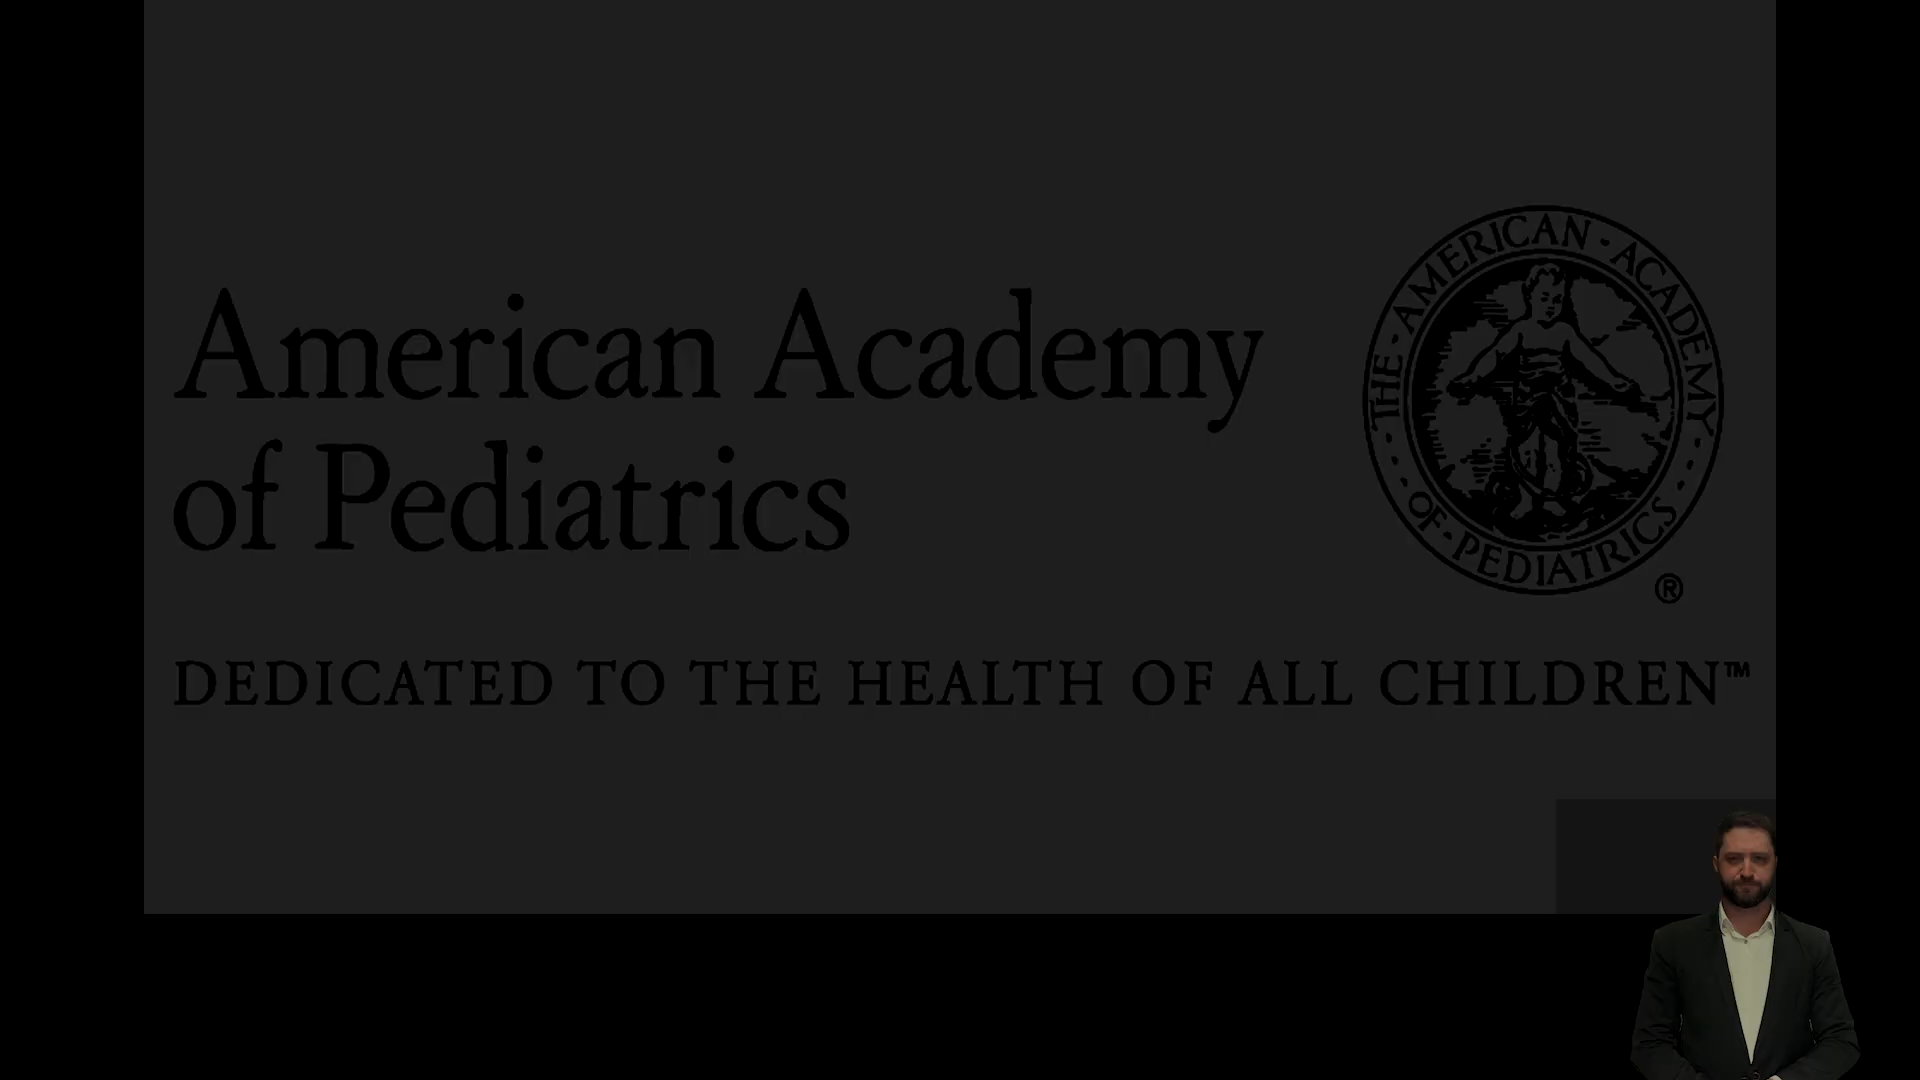 American Academy
of Pediatrics
THE · AMERICAN · ACADEMY
· OF · PEDIATRICS ·
®
DEDICATED TO THE HEALTH OF ALL CHILDREN™